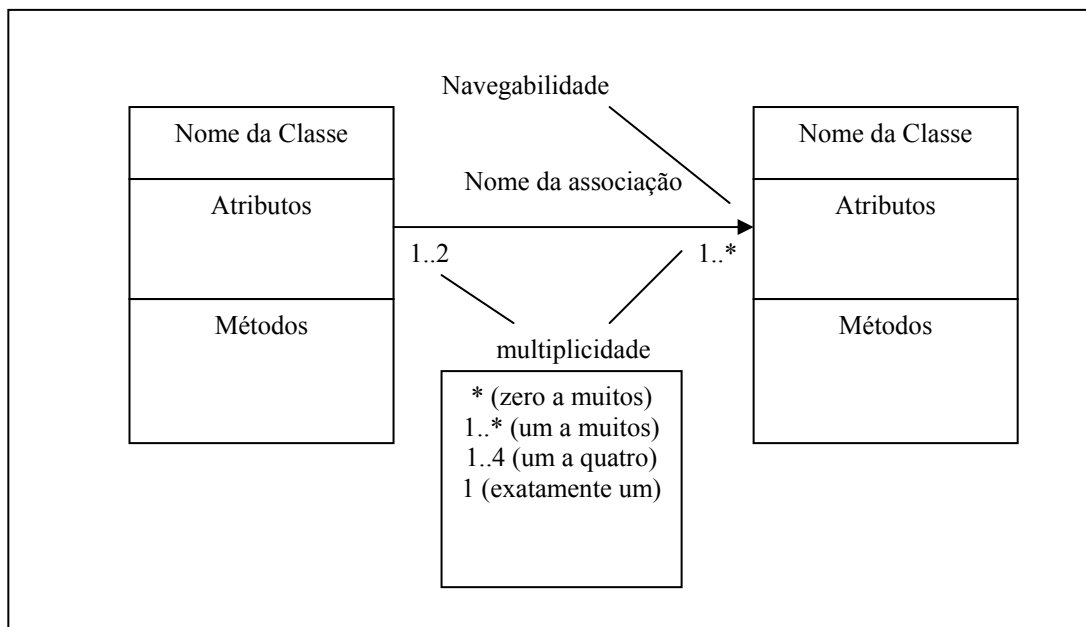 Navegabilidade
Nome da Classe
Nome da Classe
Nome da associação
Atributos
Atributos
1..2
1..*
Métodos
Métodos
multiplicidade
* (zero a muitos)
1..* (um a muitos)
1..4 (um a quatro)
1 (exatamente um)